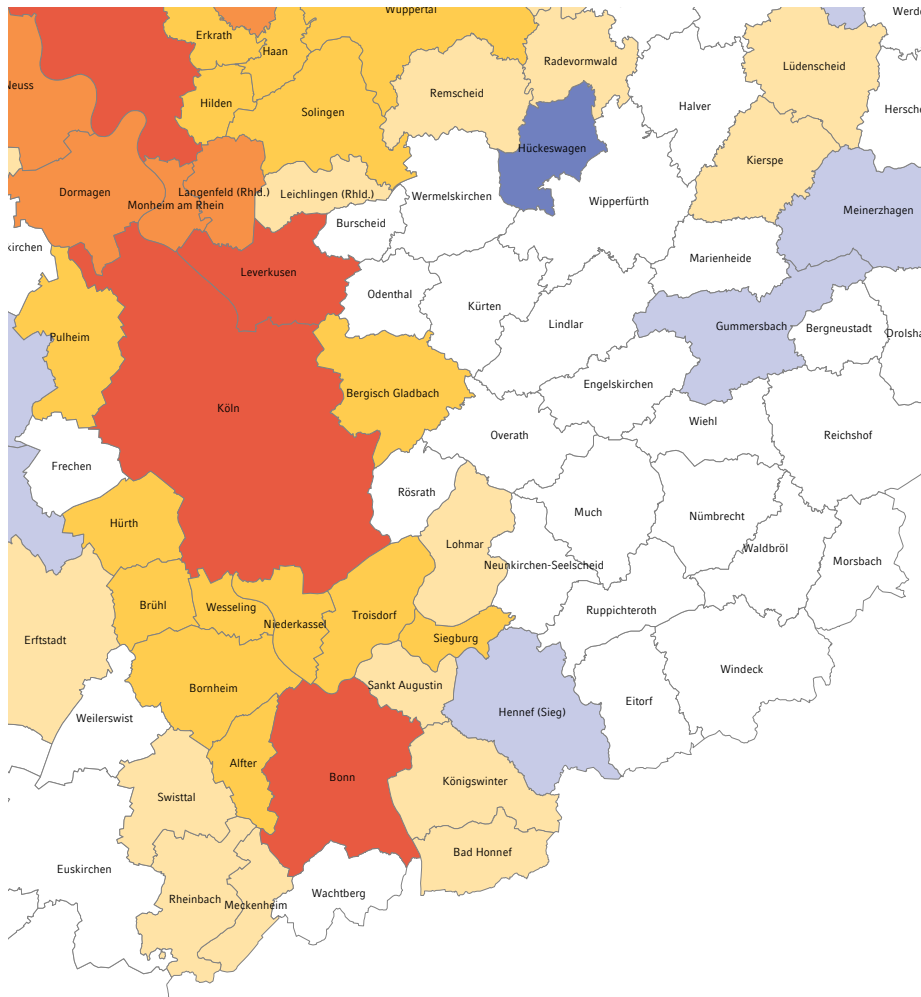 Wuppertal
Werd
Erkrath
Haan
Radevormwald
Lüdenscheid
Neuss
Remscheid
Hilden
Solingen
Halver
Hersch
Hückeswagen
Kierspe
Dormagen
Langenfeld (Rhld.)
Leichlingen (Rhld.)
Wermelskirchen
Wipperfürth
Monheim am Rhein
Meinerzhagen
Burscheid
kirchen
Marienheide
Leverkusen
Odenthal
Kürten
Lindlar
Gummersbach
Bergneustadt
Drolsha
Pulheim
Engelskirchen
Bergisch Gladbach
Köln
Wiehl
Overath
Reichshof
Frechen
Rösrath
Much
Nümbrecht
Hürth
Lohmar
Waldbröl
Neunkirchen-Seelscheid
Morsbach
Brühl
Wesseling
Ruppichteroth
Troisdorf
Niederkassel
Siegburg
Erftstadt
Windeck
Sankt Augustin
Bornheim
Eitorf
Hennef (Sieg)
Weilerswist
Alfter
Bonn
Königswinter
Swisttal
Bad Honnef
Euskirchen
Wachtberg
Rheinbach
Meckenheim